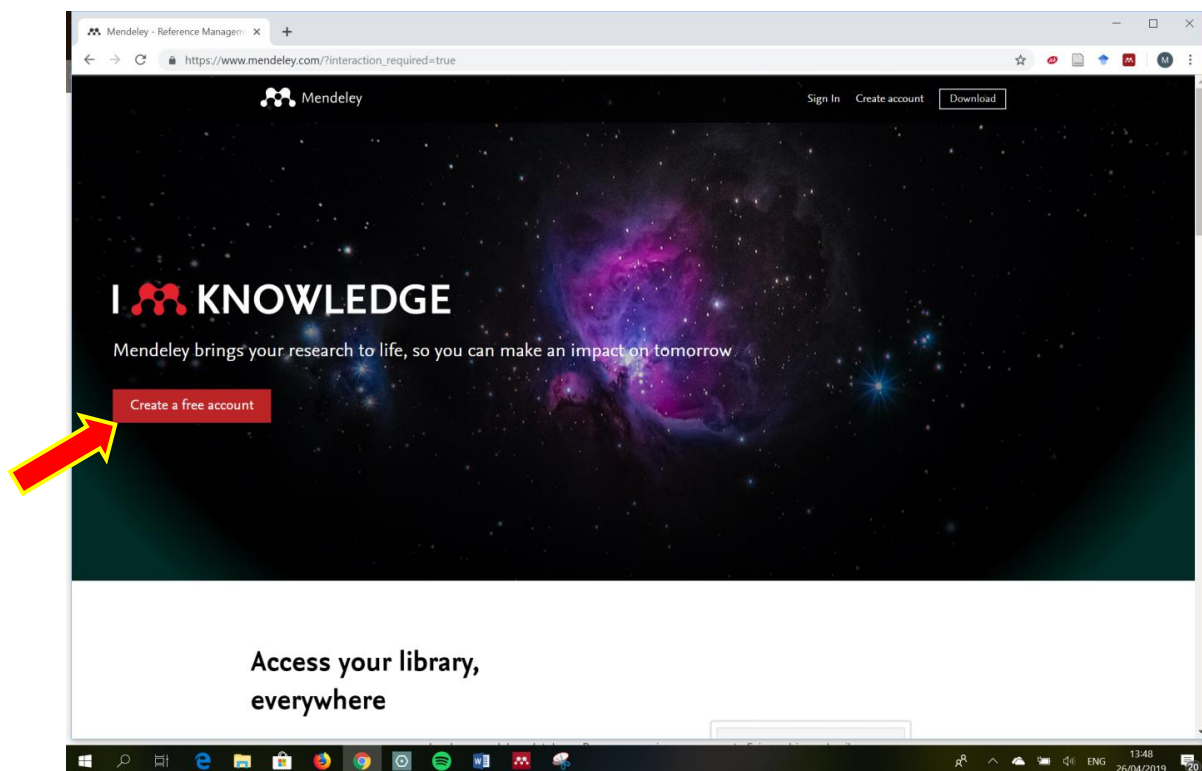 Mendeley - Reference Managem
https://www.mendeley.com/?interaction_required=true
M
Mendeley
Sign In Create account Download
I KNOWLEDGE
Mendeley brings your research to life, so you can make an impact on tomorrow
Create a free account
Access your library,
everywhere
ENG
13:48
26/04/2019
20